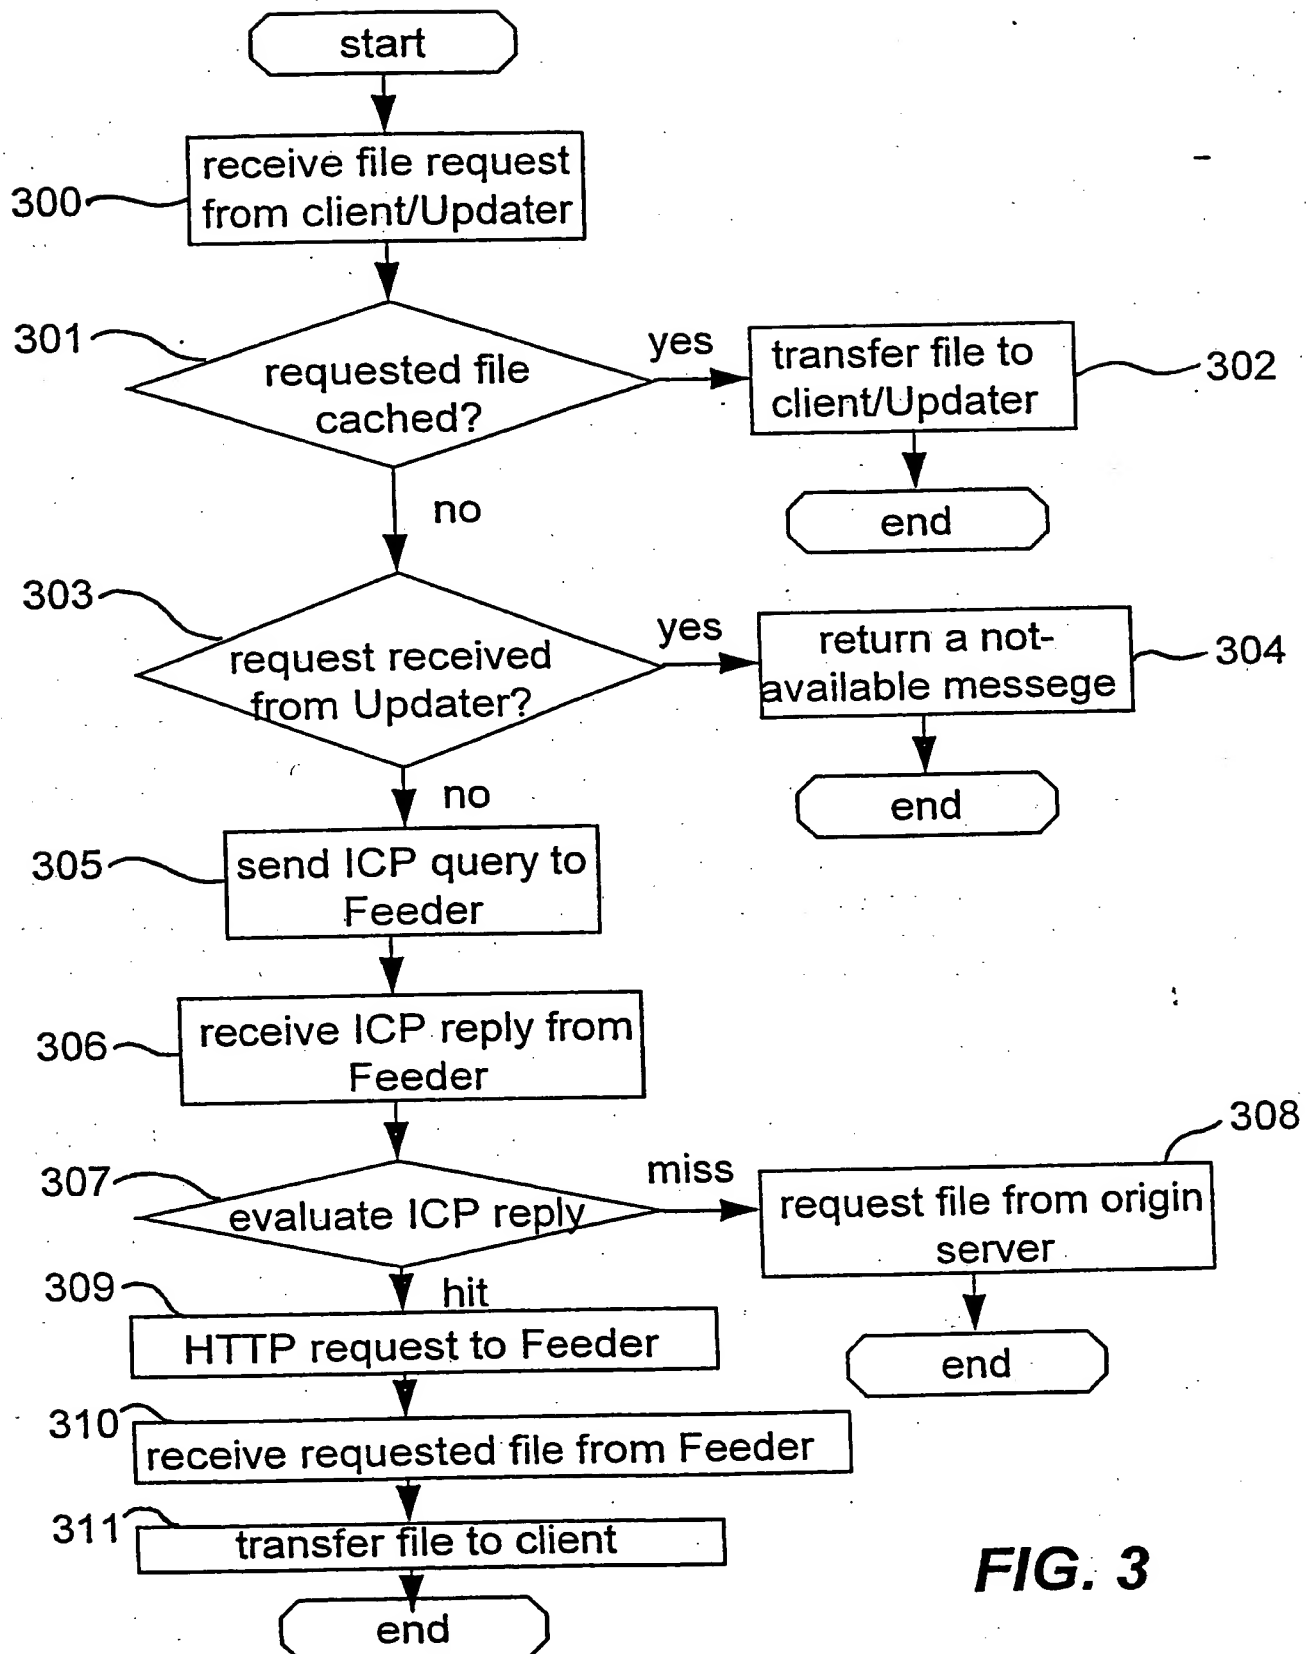 start
receive file request
from client/Updater
300
301
requested file
cached?
yes
transfer file to
client/Updater
302
end
no
303
request received
from Updater?
yes
return a not-
available messege
304
end
no
305
send ICP query to
Feeder
306
receive ICP reply from
Feeder
307
evaluate ICP reply
miss
308
request file from origin
server
end
hit
309
HTTP request to Feeder
310
receive requested file from Feeder
311
transfer file to client
end
FIG. 3